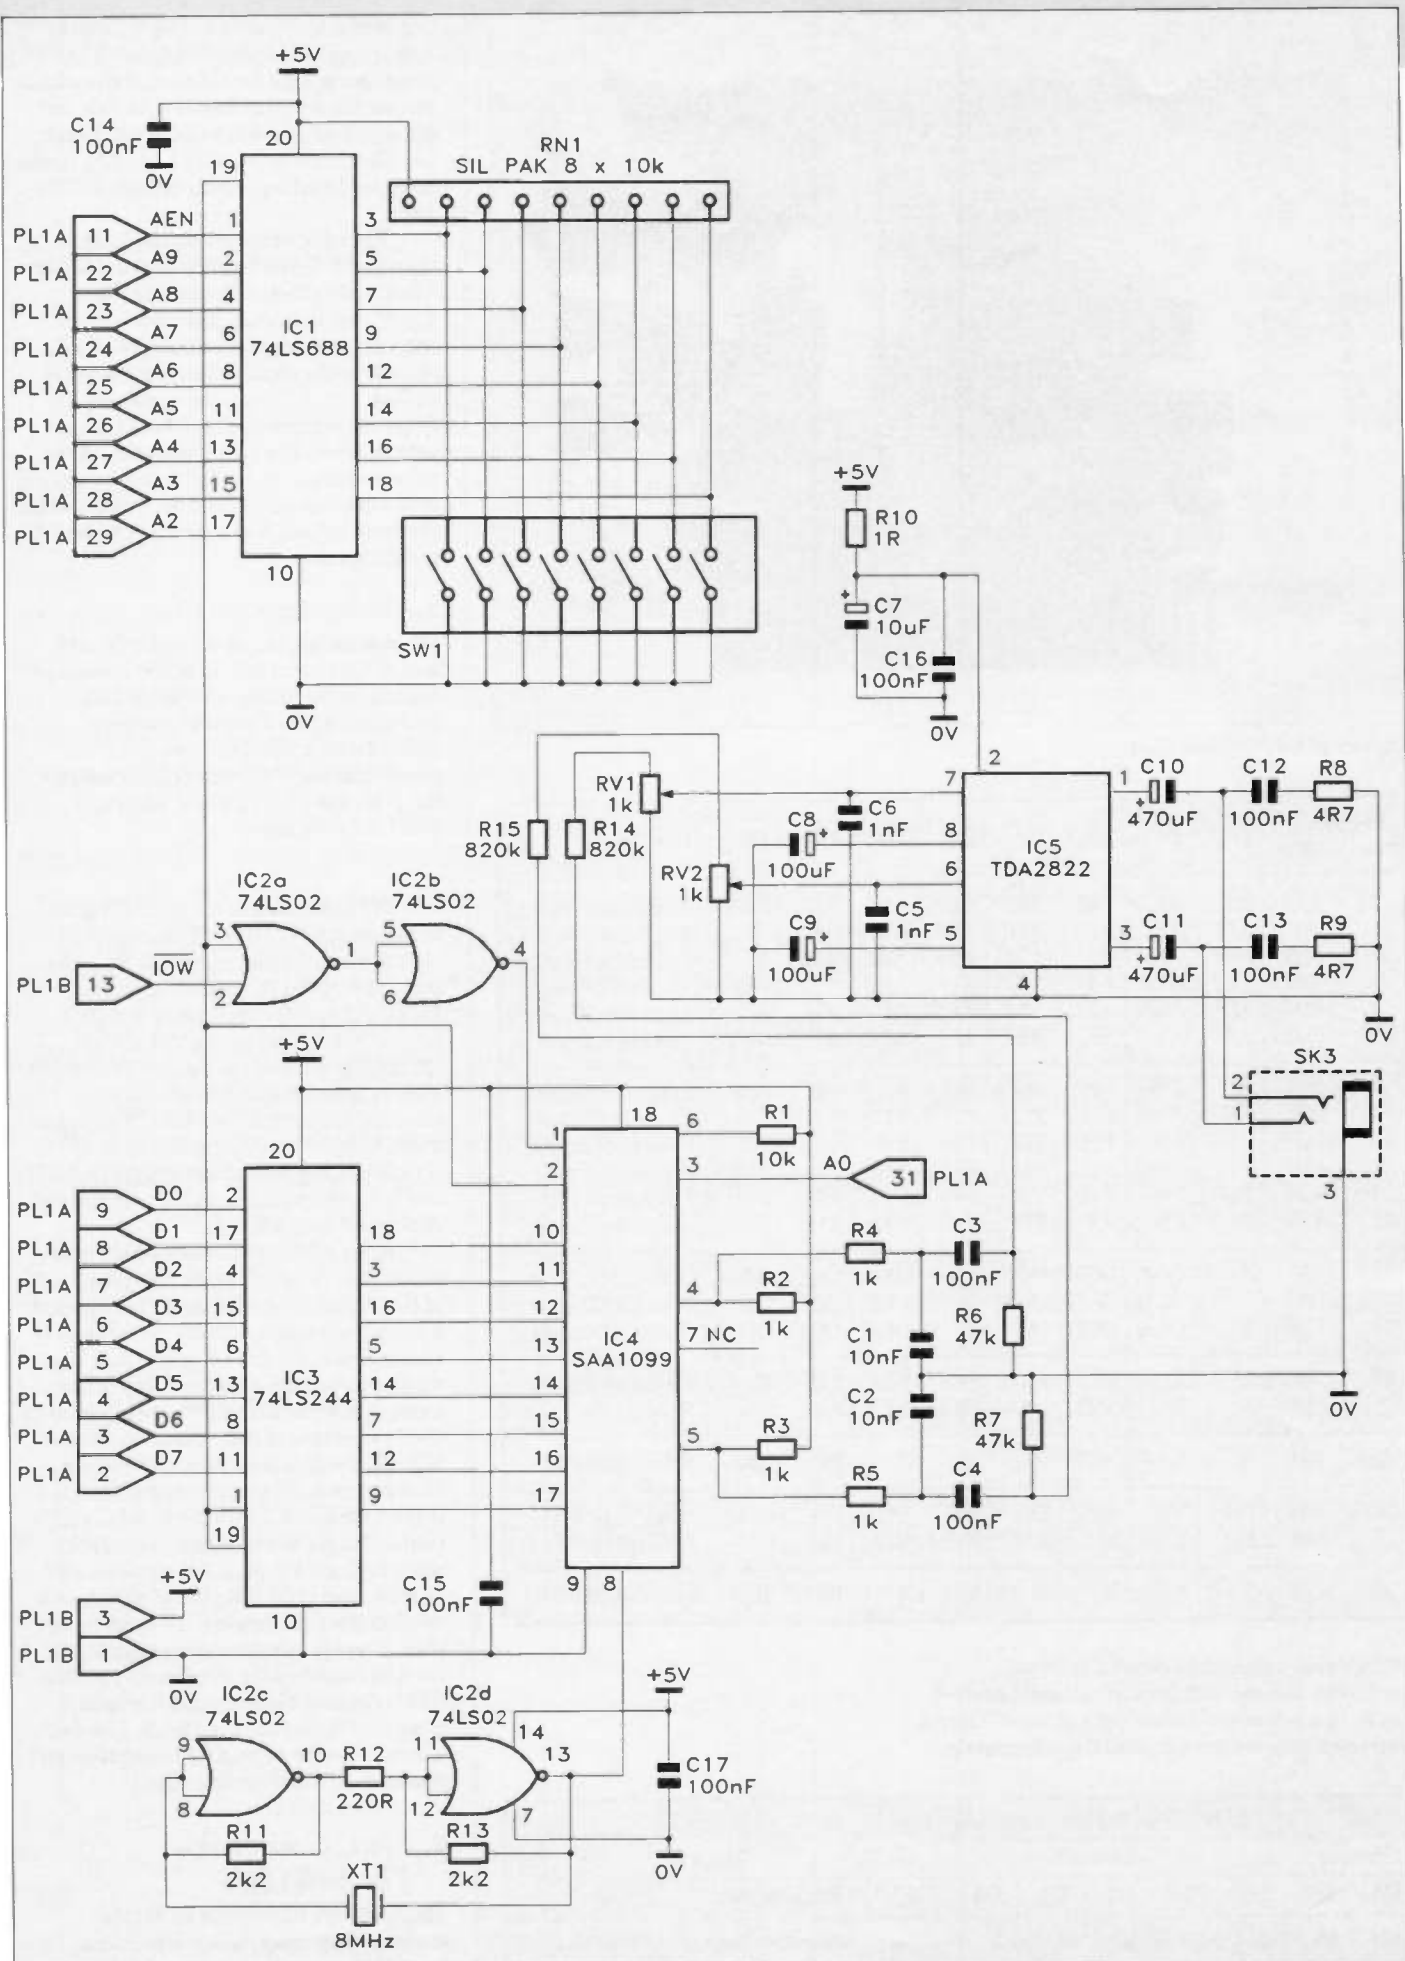 +5V
C14
100nF
0V
20
19
RN1
SIL PAK 8 x 10k
PL1A 11 AEN 1
PL1A 22 A9 2
PL1A 23 A8 4
PL1A 24 A7 6
PL1A 25 A6 8
PL1A 26 A5 11
PL1A 27 A4 13
PL1A 28 A3 15
PL1A 29 A2 17
IC1
74LS688
3
5
7
9
12
14
16
18
10
0V
SW1
+5V
R10
1R
C7
+
10uF
C16
100nF
0V
R15
820k
R14
820k
RV1
1k
RV2
1k
C8
+
100uF
C6
1nF
C9
+
100uF
C5
1nF
7
8
6
5
2
IC5
TDA2822
4
1
3
C10
+
470uF
C12
100nF
R8
4R7
C11
+
470uF
C13
100nF
R9
4R7
0V
SK3
2
1
3
0V
IC2a
74LS02
3
2
1
IC2b
74LS02
5
6
4
PL1B 13 IOW
+5V
20
PL1A 9 D0 2
PL1A 8 D1 17
PL1A 7 D2 4
PL1A 6 D3 15
PL1A 5 D4 6
PL1A 4 D5 13
PL1A 3 D6 8
PL1A 2 D7 11
1
19
IC3
74LS244
18
3
16
5
14
7
12
9
10
1
2
10
11
12
13
14
15
16
17
18
IC4
SAA1099
9
8
6
3
4
7 NC
5
R1
10k
A0 31 PL1A
R4
1k
C3
100nF
R2
1k
R6
47k
C1
10nF
C2
10nF
R7
47k
R3
1k
R5
1k
C4
100nF
C15
100nF
+5V
PL1B 3
PL1B 1
0V
IC2c
74LS02
9
8
10
R12
220R
IC2d
74LS02
11
12
14
13
7
+5V
C17
100nF
0V
R11
2k2
R13
2k2
XT1
8MHz